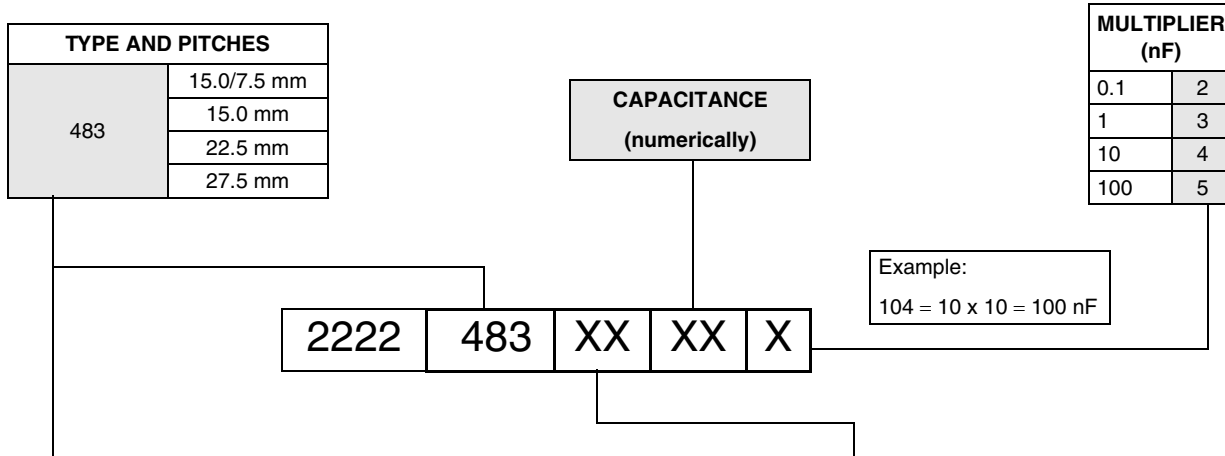 TYPE AND PITCHES
483
15.0/7.5 mm
15.0 mm
22.5 mm
27.5 mm
CAPACITANCE
(numerically)
MULTIPLIER
(nF)
0.1 2
1 3
10 4
100 5
Example:
104 = 10 x 10 = 100 nF
2222 483 XX XX X